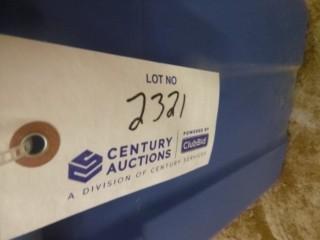 LOT NO
2321
CENTURY AUCTIONS
POWERED BY
ClubBid
A DIVISION OF CENTURY SERVICES